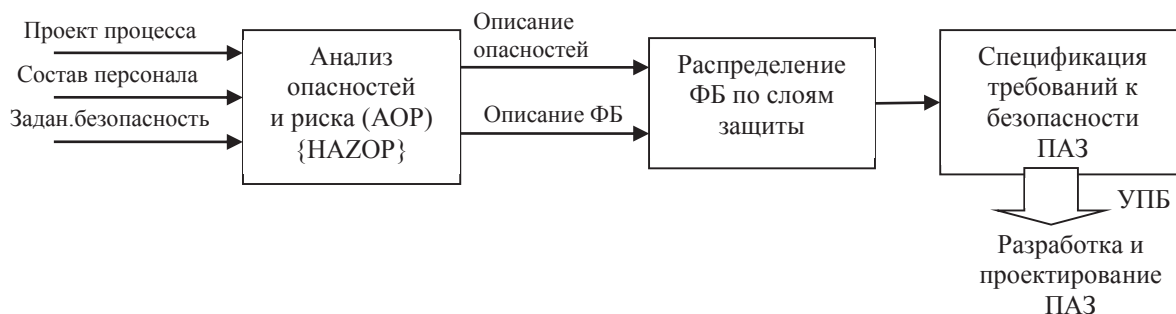 Проект процесса
Состав персонала
Задан.безопасность
Анализ
опасностей
и риска (АОР)
{HAZOP}
Описание
опасностей
Описание ФБ
Распределение
ФБ по слоям
защиты
Спецификация
требований к
безопасности
ПАЗ
УПБ
Разработка и
проектирование
ПАЗ